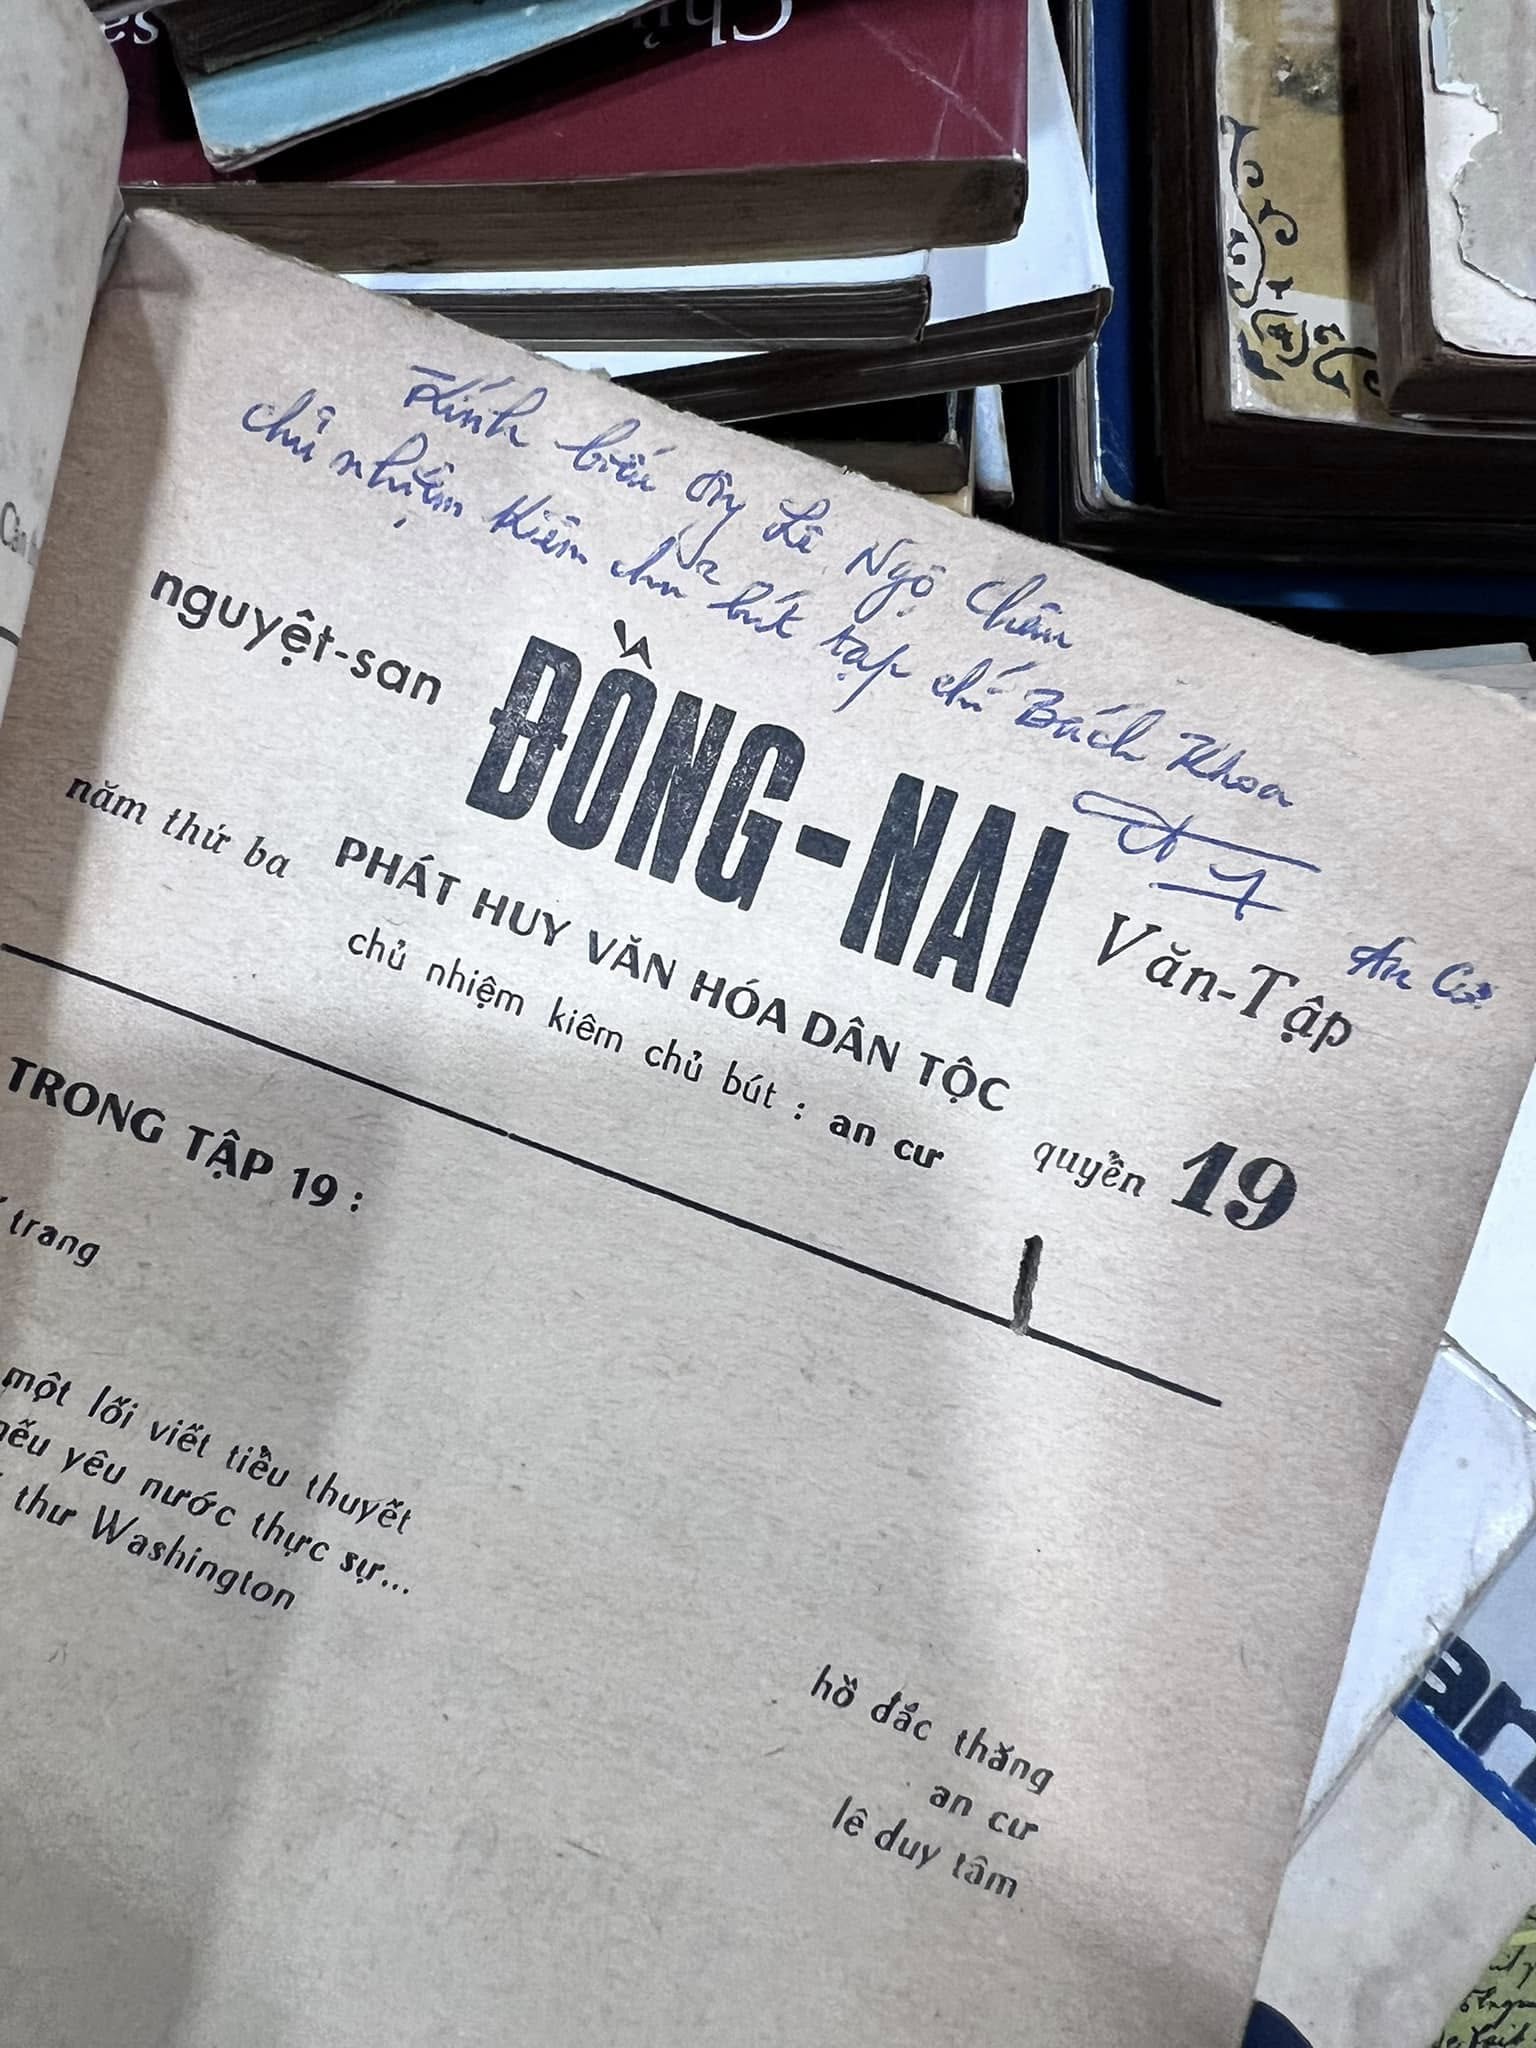 Kính biếu Ông Lê Ngộ Châu
chủ nhiệm kiêm chủ bút tạp chí Bách Khoa
An Cư
nguyệt-san ĐỒNG-NAI Văn-Tập
năm thứ ba PHÁT HUY VĂN HÓA DÂN TỘC quyển 19
chủ nhiệm kiêm chủ bút : an cư
TRONG TẬP 19 :
trang
một lối viết tiểu thuyết
nếu yêu nước thực sự...
thư Washington
hồ đắc thăng
an cư
lê duy tâm